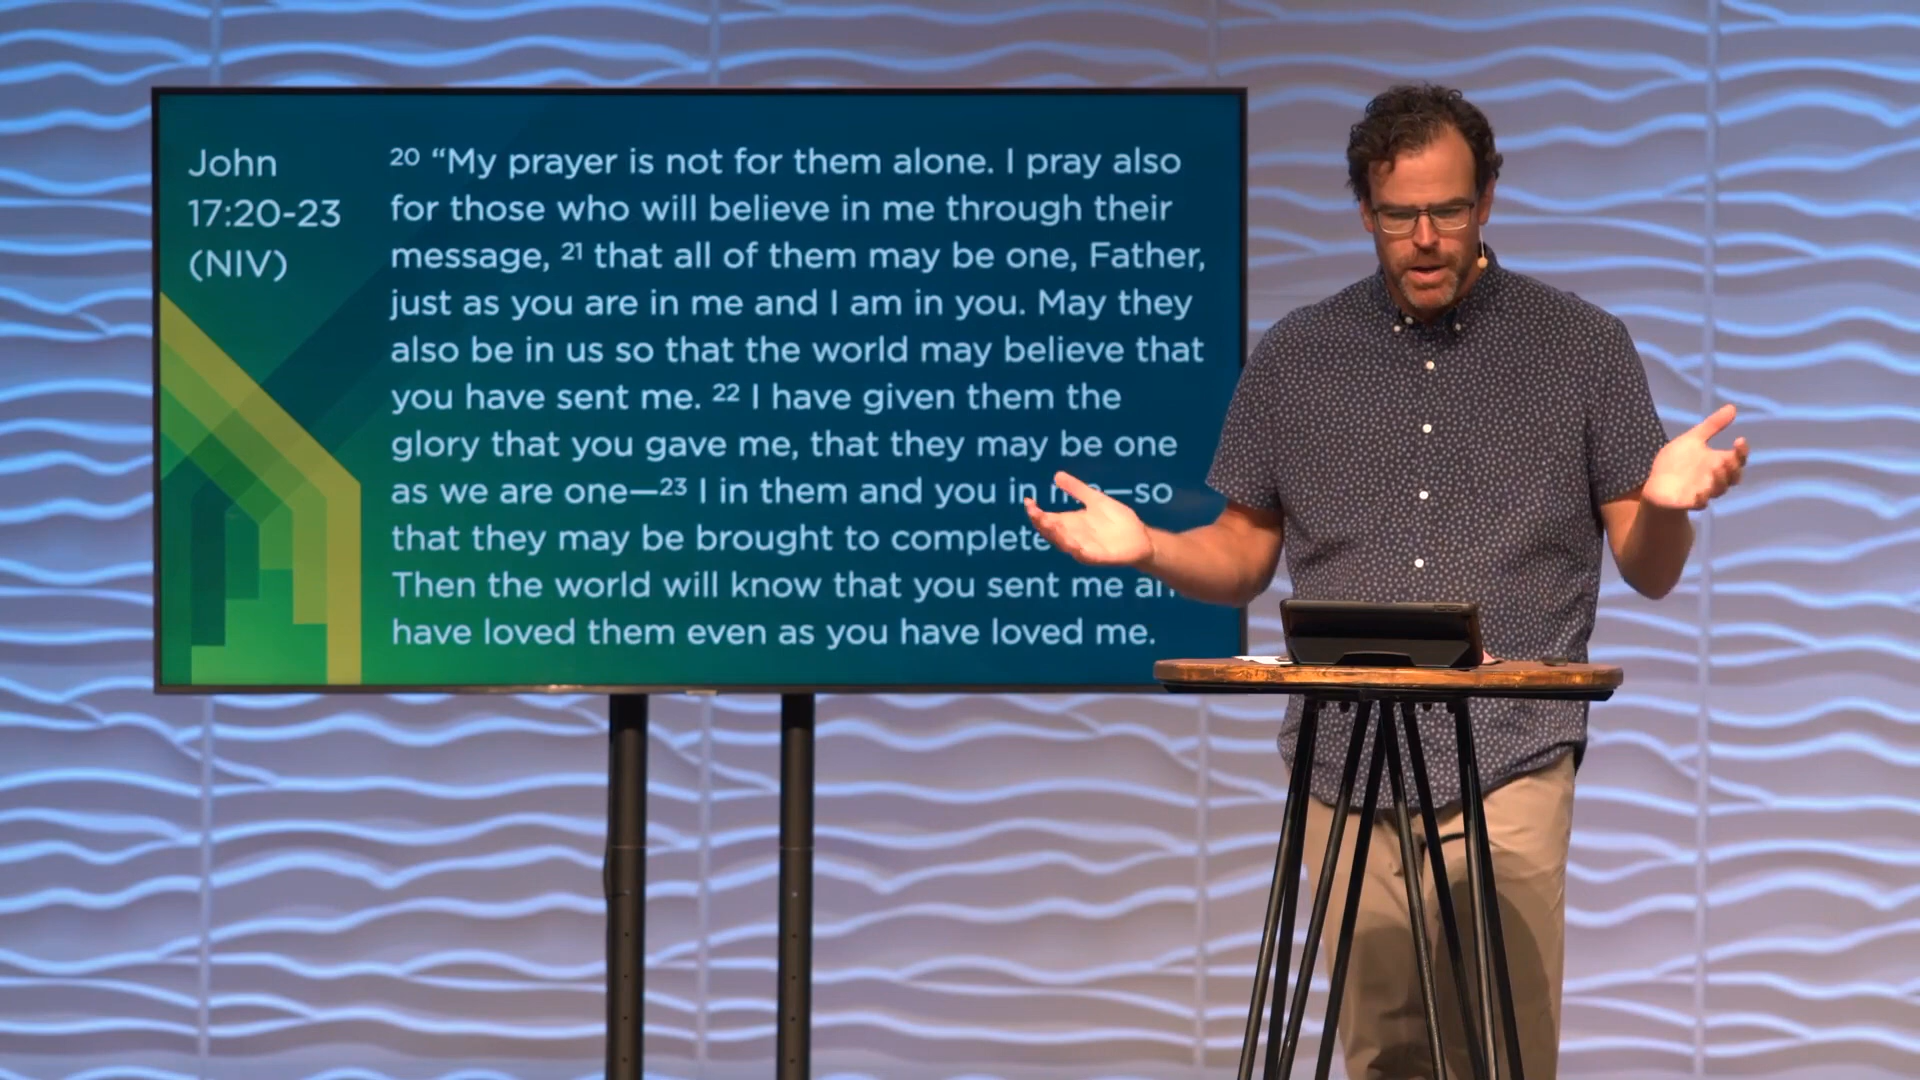 John
17:20-23
(NIV)
20 “My prayer is not for them alone. I pray also
for those who will believe in me through their
message, 21 that all of them may be one, Father,
just as you are in me and I am in you. May they
also be in us so that the world may believe that
you have sent me. 22 I have given them the
glory that you gave me, that they may be one
as we are one—23 I in them and you in me—so
that they may be brought to complete
Then the world will know that you sent me
have loved them even as you have loved me.